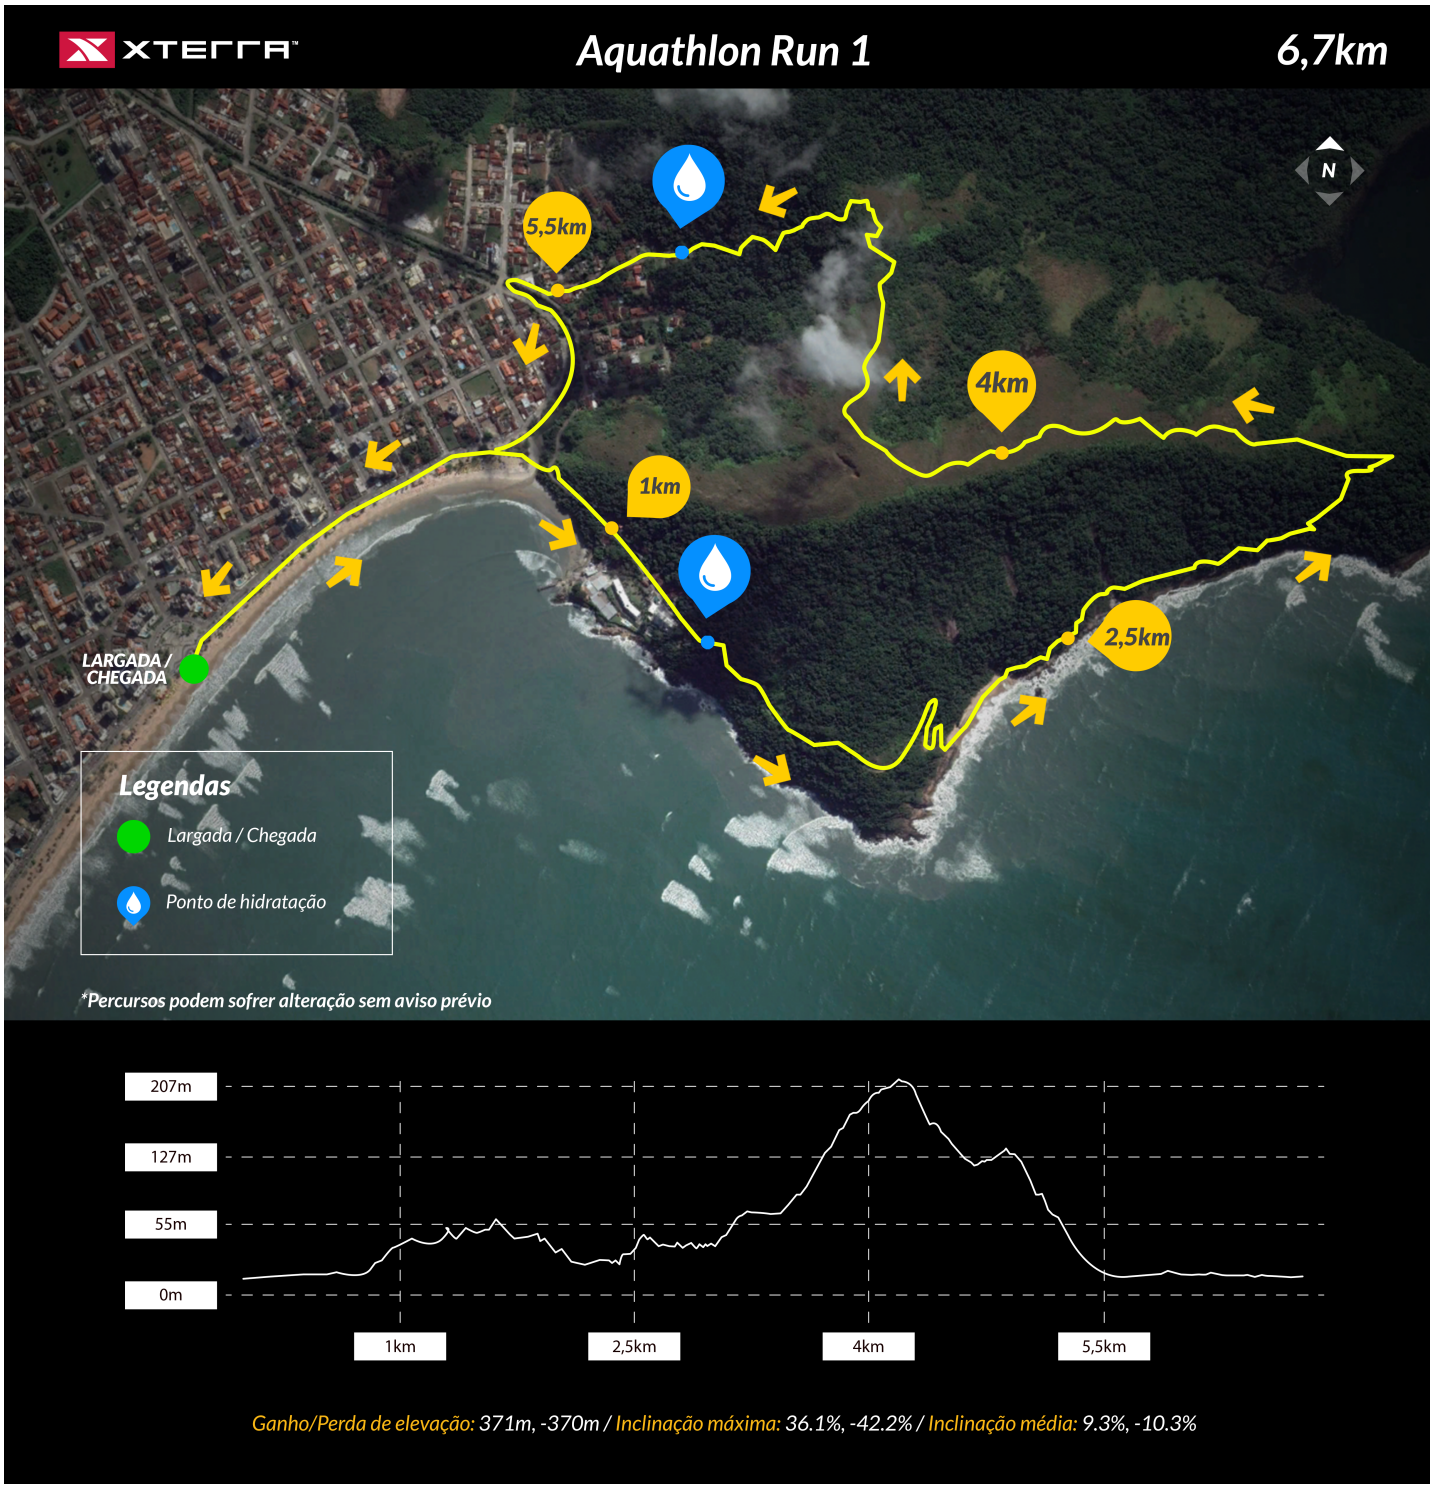 XTERRA™
Aquathlon Run 1
6,7km
N
5,5km
4km
1km
2,5km
LARGADA /
CHEGADA
Legendas
Largada / Chegada
Ponto de hidratação
*Percursos podem sofrer alteração sem aviso prévio
207m
127m
55m
0m
1km
2,5km
4km
5,5km
Ganho/Perda de elevação: 371m, -370m / Inclinação máxima: 36.1%, -42.2% / Inclinação média: 9.3%, -10.3%